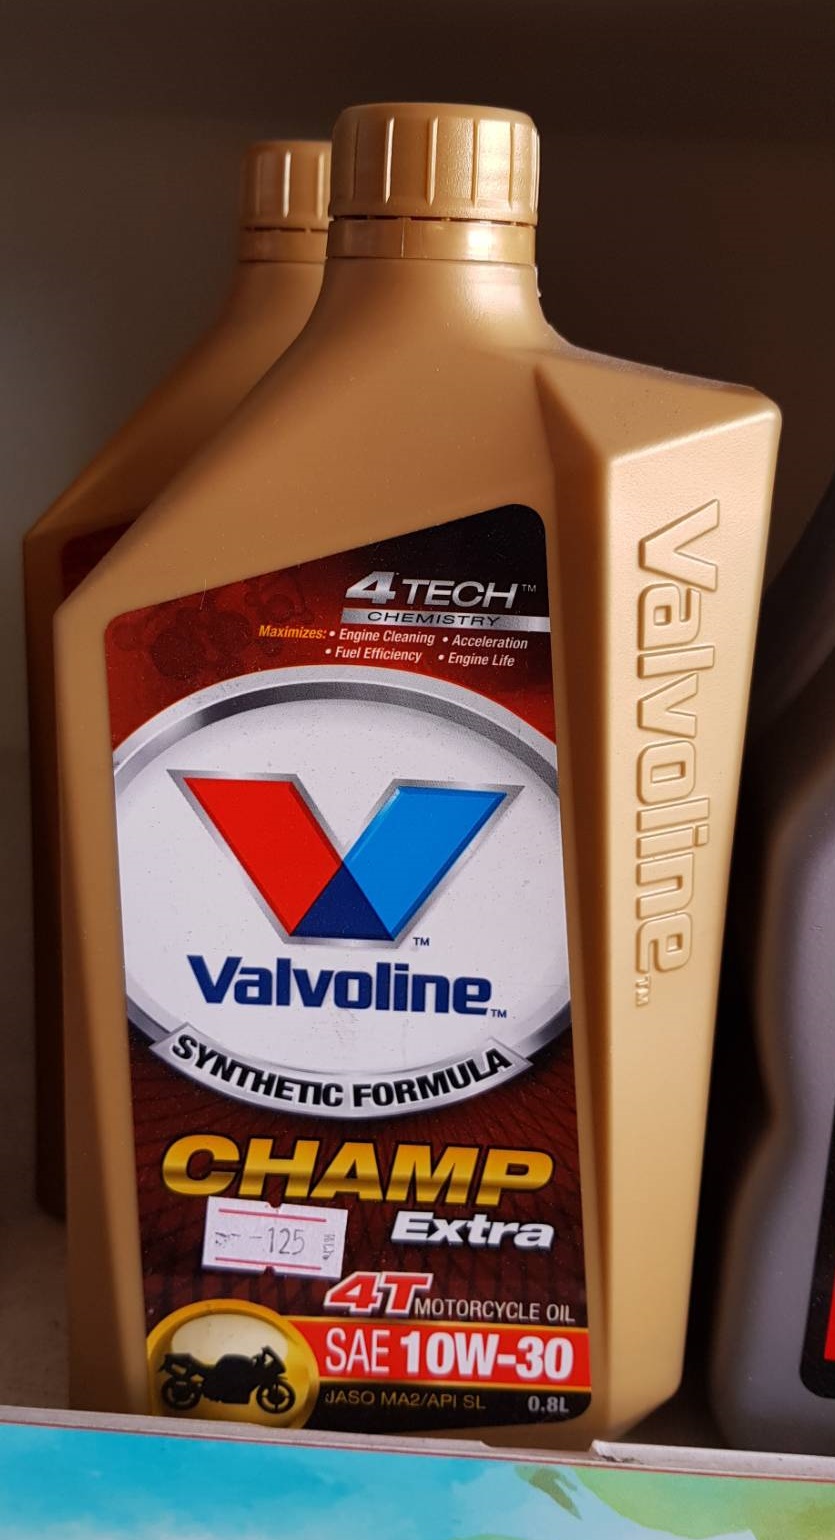 4TECH™
CHEMISTRY
Maximizes: • Engine Cleaning • Acceleration
• Fuel Efficiency • Engine Life
Valvoline™
SYNTHETIC FORMULA
CHAMP
Extra
-125
4T MOTORCYCLE OIL
SAE 10W-30
JASO MA2/API SL 0.8L
Valvoline™